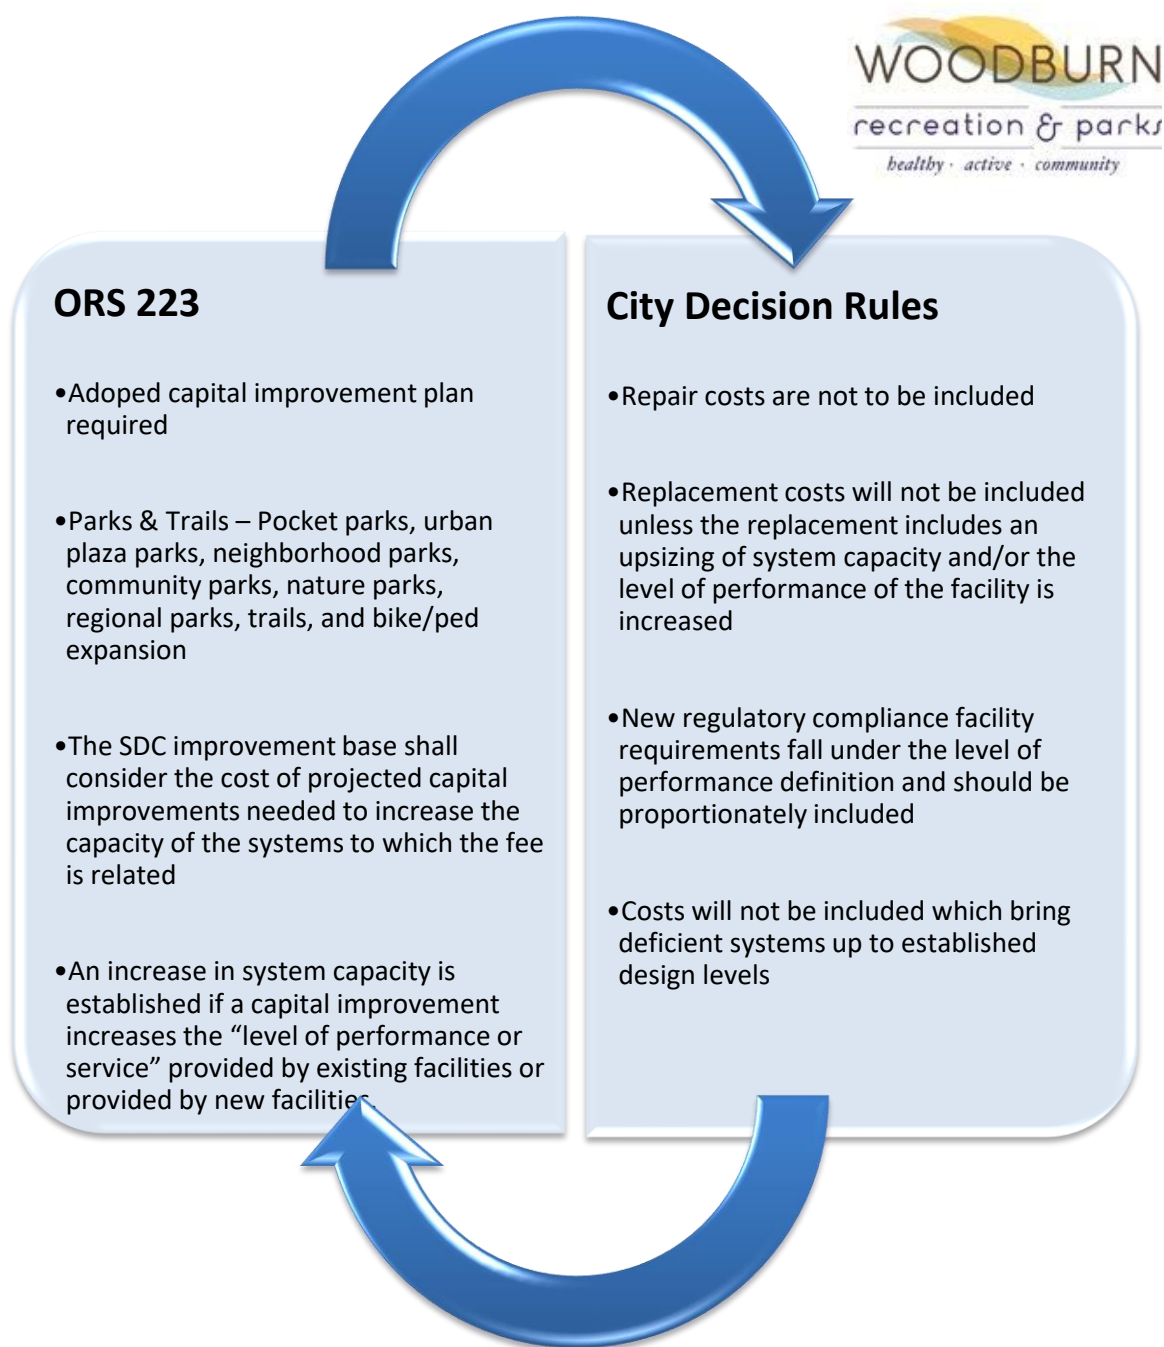 WOODBURN
recreation & parks
healthy · active · community
ORS 223
•Adoped capital improvement plan
required
•Parks & Trails – Pocket parks, urban
plaza parks, neighborhood parks,
community parks, nature parks,
regional parks, trails, and bike/ped
expansion
•The SDC improvement base shall
consider the cost of projected capital
improvements needed to increase the
capacity of the systems to which the fee
is related
•An increase in system capacity is
established if a capital improvement
increases the “level of performance or
service” provided by existing facilities or
provided by new facilities.
City Decision Rules
•Repair costs are not to be included
•Replacement costs will not be included
unless the replacement includes an
upsizing of system capacity and/or the
level of performance of the facility is
increased
•New regulatory compliance facility
requirements fall under the level of
performance definition and should be
proportionately included
•Costs will not be included which bring
deficient systems up to established
design levels